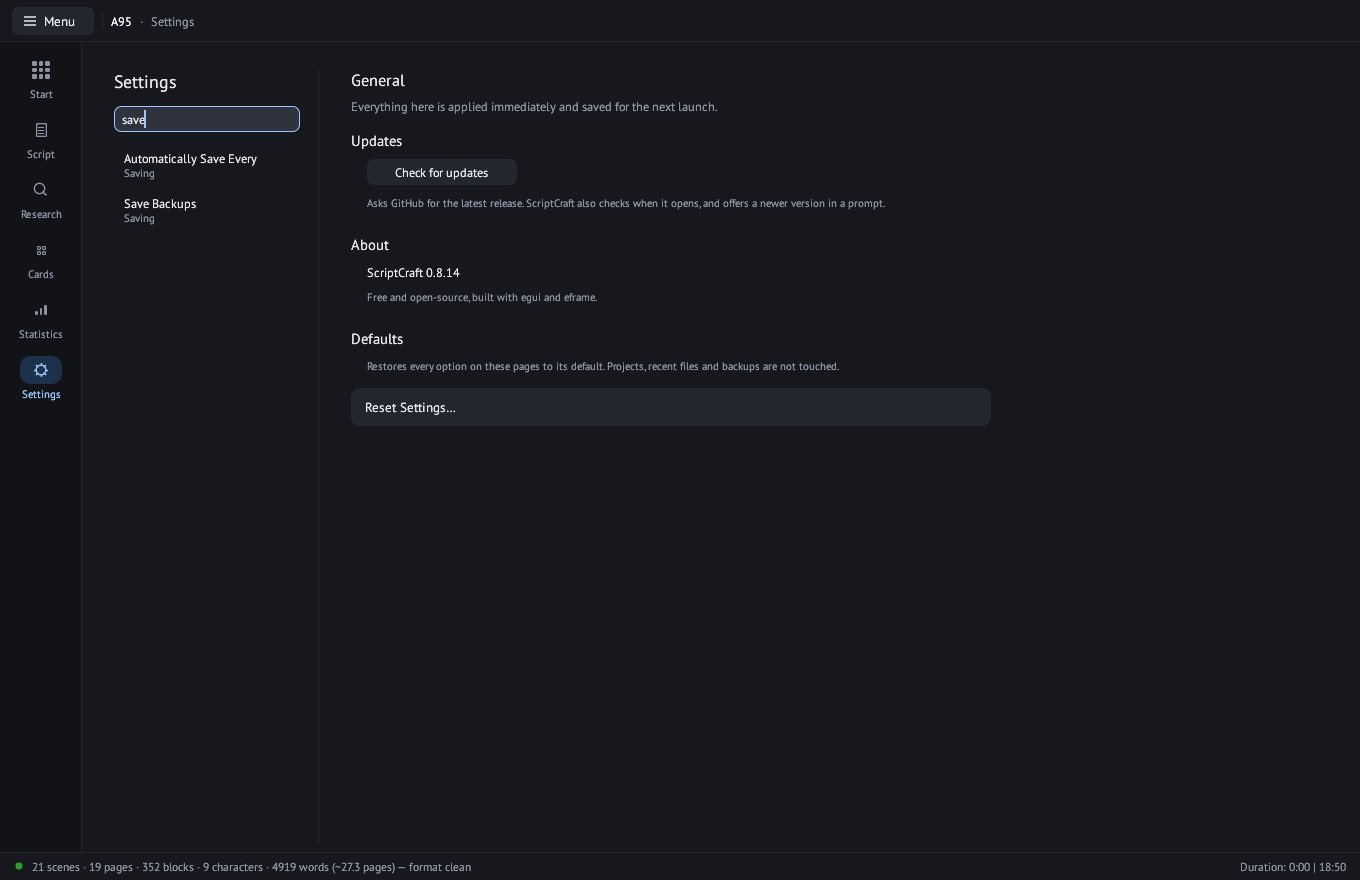 Menu
A95 · Settings
Start
Script
Research
Cards
Statistics
Settings
Settings
save
Automatically Save Every
Saving
Save Backups
Saving
General
Everything here is applied immediately and saved for the next launch.
Updates
Check for updates
Asks GitHub for the latest release. ScriptCraft also checks when it opens, and offers a newer version in a prompt.
About
ScriptCraft 0.8.14
Free and open-source, built with egui and eframe.
Defaults
Restores every option on these pages to its default. Projects, recent files and backups are not touched.
Reset Settings...
21 scenes · 19 pages · 352 blocks · 9 characters · 4919 words (~27.3 pages) — format clean
Duration: 0:00 | 18:50